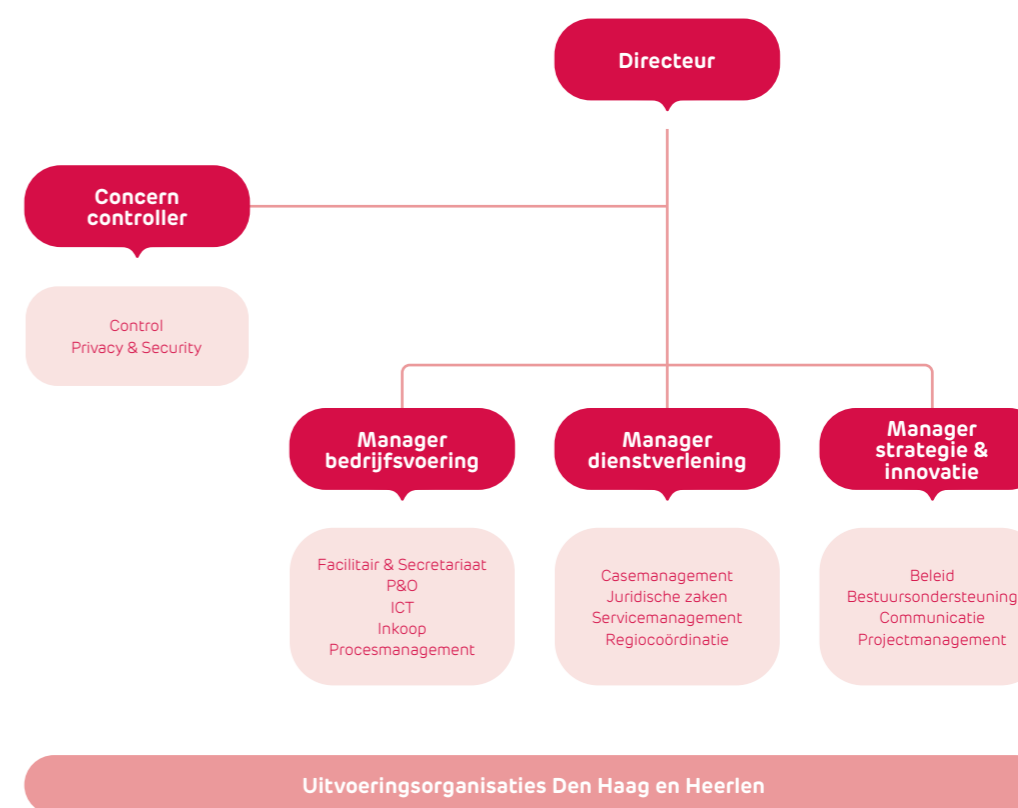 Directeur
Concern
controller
Control
Privacy & Security
Manager
bedrijfsvoering
Facilitair & Secretariaat
P&O
ICT
Inkoop
Procesmanagement
Manager
dienstverlening
Casemanagement
Juridische zaken
Servicemanagement
Regiocoördinatie
Manager
strategie &
innovatie
Beleid
Bestuursondersteuning
Communicatie
Projectmanagement
Uitvoeringsorganisaties Den Haag en Heerlen